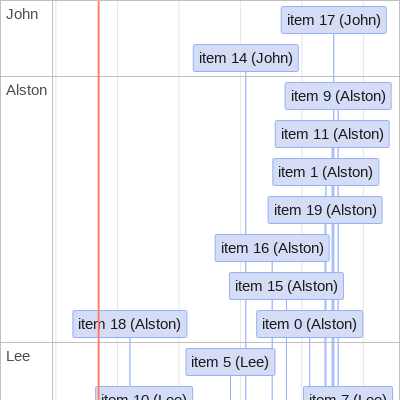 John
item 17 (John)
item 14 (John)
Alston
item 9 (Alston)
item 11 (Alston)
item 1 (Alston)
item 19 (Alston)
item 16 (Alston)
item 15 (Alston)
item 18 (Alston)
item 0 (Alston)
Lee
item 5 (Lee)
item 10 (Lee)
item 7 (Lee)